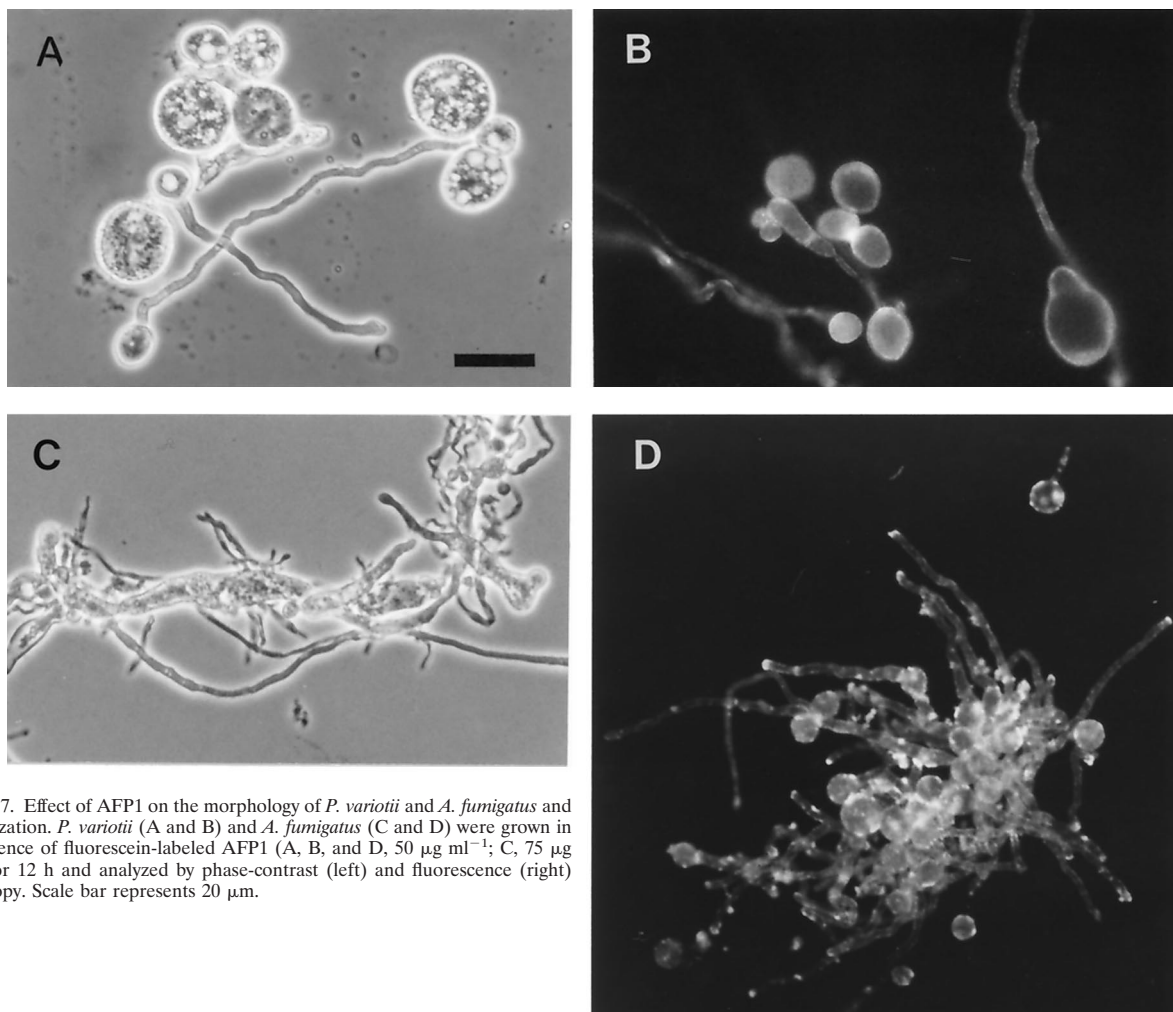 A
B
C
D
7. Effect of AFP1 on the morphology of P. variotii and A. fumigatus and
zation. P. variotii (A and B) and A. fumigatus (C and D) were grown in
ence of fluorescein-labeled AFP1 (A, B, and D, 50 μg ml−1; C, 75 μg
or 12 h and analyzed by phase-contrast (left) and fluorescence (right)
opy. Scale bar represents 20 μm.